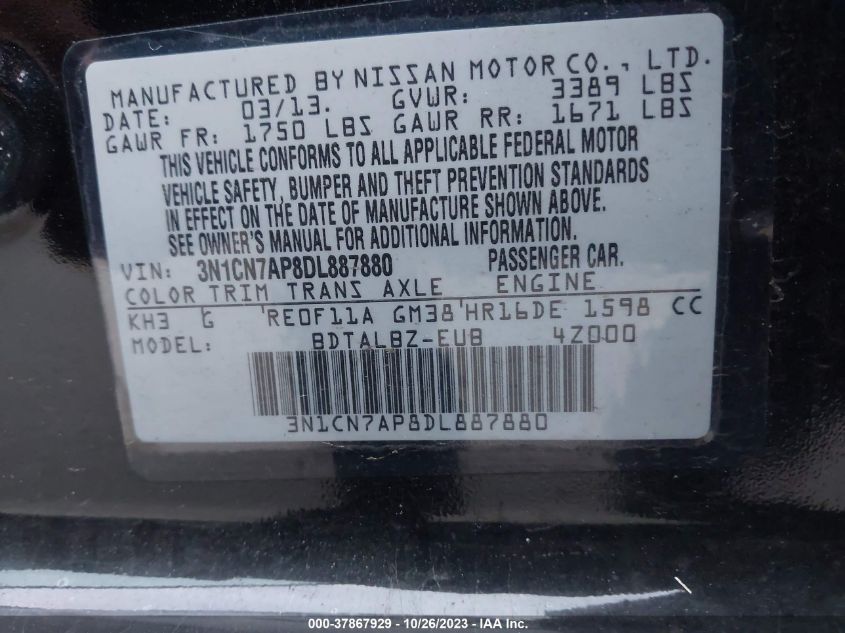 MANUFACTURED BY NISSAN MOTOR CO., LTD.
DATE: 03/13. GVWR: 3389 LBS
GAWR FR: 1750 LBS GAWR RR: 1671 LBS
THIS VEHICLE CONFORMS TO ALL APPLICABLE FEDERAL MOTOR
VEHICLE SAFETY, BUMPER AND THEFT PREVENTION STANDARDS
IN EFFECT ON THE DATE OF MANUFACTURE SHOWN ABOVE.
SEE OWNER'S MANUAL FOR ADDITIONAL INFORMATION.
VIN: 3N1CN7AP8DL887880 PASSENGER CAR.
COLOR TRIM TRANS AXLE ENGINE
KH3 G 'RE0F11A GM38'HR16DE 1598 CC
MODEL: BDTALBZ-EUB 4Z000
3N1CN7AP8DL887880
000-37867929 - 10/26/2023 - IAA Inc.